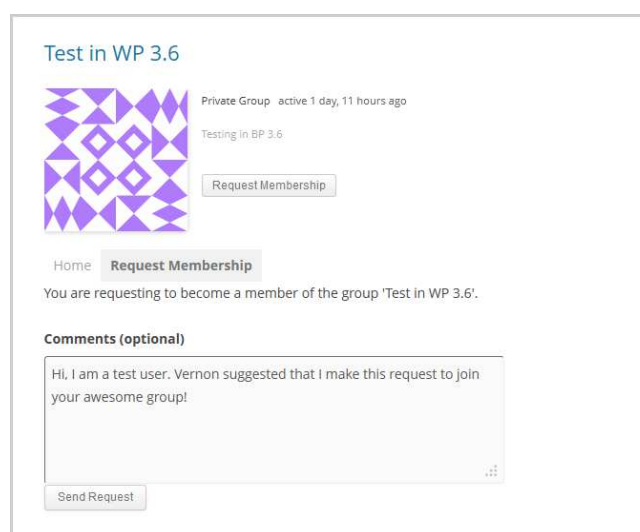 Test in WP 3.6
Private Group active 1 day, 11 hours ago
Testing in BP 3.6
Request Membership
Home Request Membership
You are requesting to become a member of the group 'Test in WP 3.6'.
Comments (optional)
Hi, I am a test user. Vernon suggested that I make this request to join
your awesome group!
Send Request